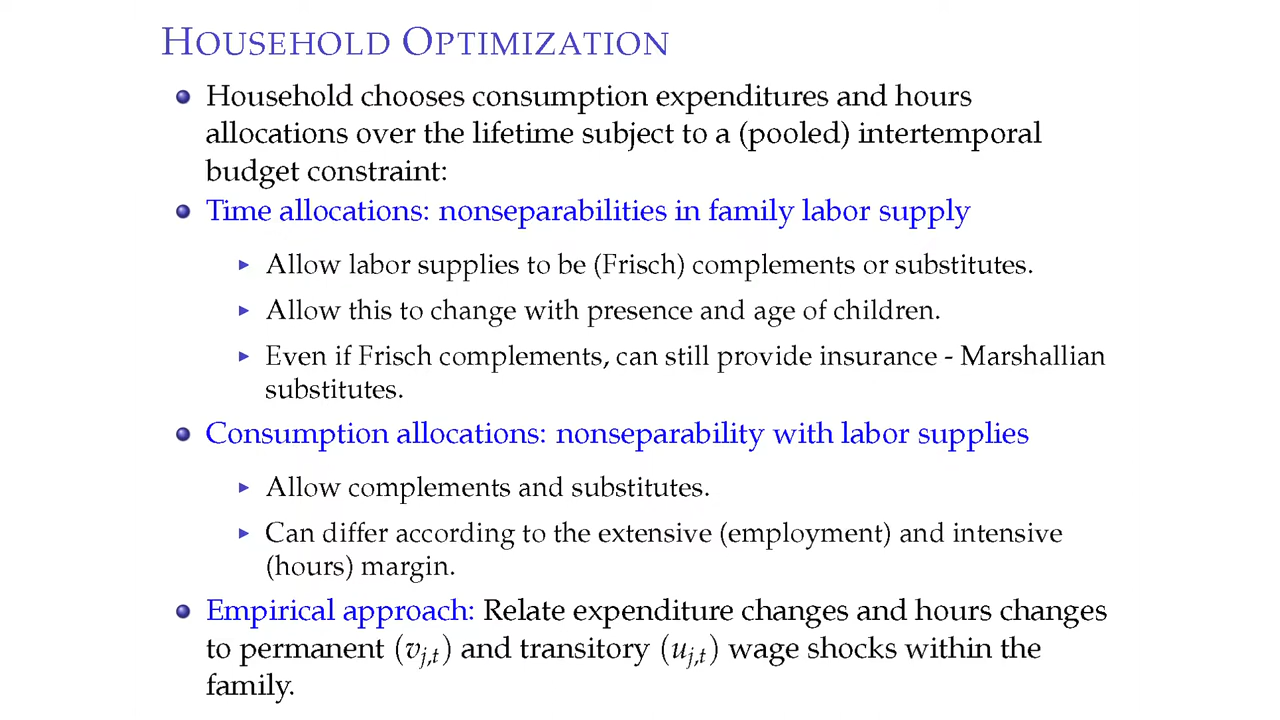 HOUSEHOLD OPTIMIZATION
Household chooses consumption expenditures and hours
allocations over the lifetime subject to a (pooled) intertemporal
budget constraint:
Time allocations: nonseparabilities in family labor supply
Allow labor supplies to be (Frisch) complements or substitutes.
Allow this to change with presence and age of children.
Even if Frisch complements, can still provide insurance - Marshallian
substitutes.
Consumption allocations: nonseparability with labor supplies
Allow complements and substitutes.
Can differ according to the extensive (employment) and intensive
(hours) margin.
Empirical approach: Relate expenditure changes and hours changes
to permanent (v_{j,t}) and transitory (u_{j,t}) wage shocks within the
family.